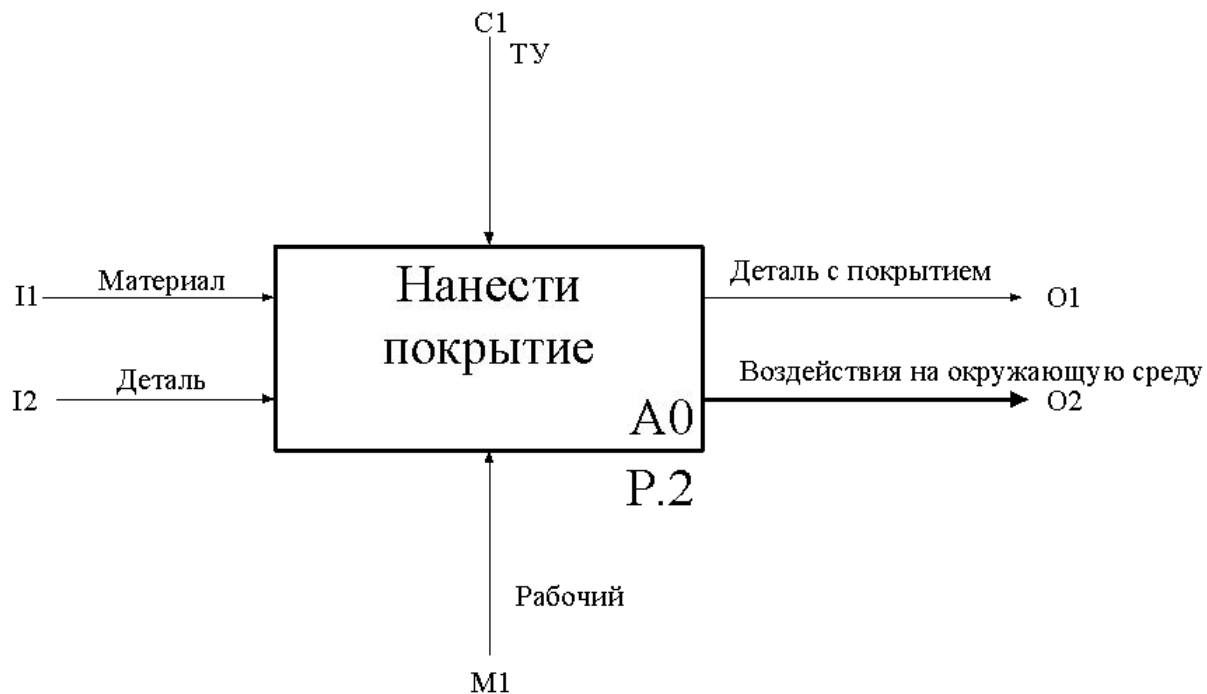 C1
ТУ
Нанести
покрытие
Материал
I1
Деталь с покрытием
O1
Деталь
I2
Воздействия на окружающую среду
O2
A0
P.2
Рабочий
M1